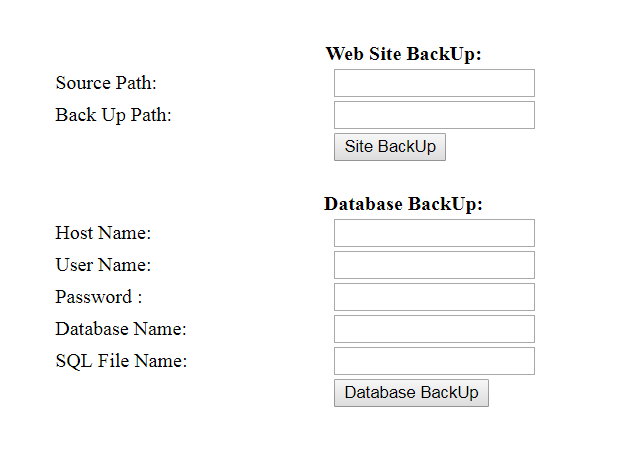 Web Site BackUp:
Source Path:
Back Up Path:
Site BackUp
Database BackUp:
Host Name:
User Name:
Password :
Database Name:
SQL File Name:
Database BackUp